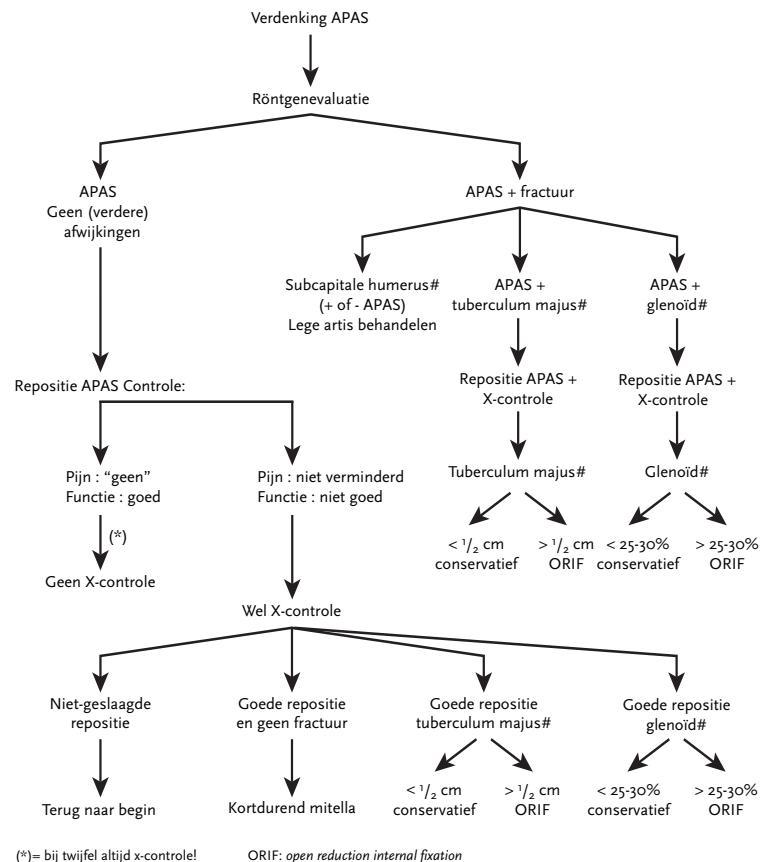 Verdenking APAS
Röntgenevaluatie
APAS
Geen (verdere)
afwijkingen
APAS + fractuur
Subcapitale humerus#
(+ of - APAS)
Lege artis behandelen
APAS +
tuberculum majus#
APAS +
glenoïd#
Repositie APAS Controle:
Repositie APAS +
X-controle
Repositie APAS +
X-controle
Pijn : “geen”
Functie : goed
Pijn : niet verminderd
Functie : niet goed
Tuberculum majus#
Glenoïd#
(*)
< 1/2 cm
conservatief
> 1/2 cm
ORIF
< 25-30%
conservatief
> 25-30%
ORIF
Geen X-controle
Wel X-controle
Niet-geslaagde
repositie
Goede repositie
en geen fractuur
Goede repositie
tuberculum majus#
Goede repositie
glenoïd#
Terug naar begin
Kortdurend mitella
< 1/2 cm
conservatief
> 1/2 cm
ORIF
< 25-30%
conservatief
> 25-30%
ORIF
(*)= bij twijfel altijd x-controle!
ORIF: open reduction internal fixation